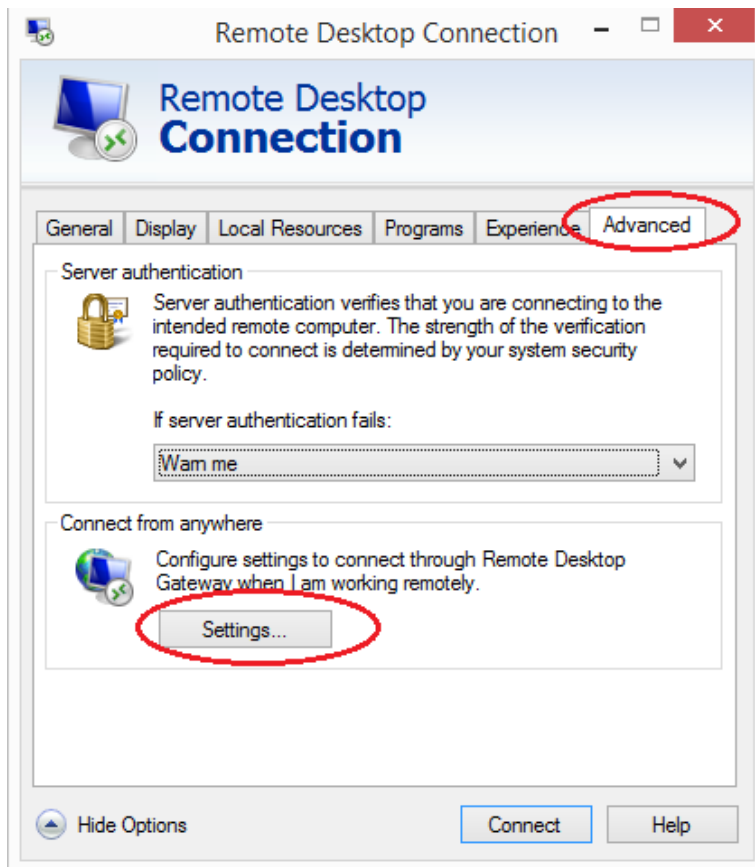 Remote Desktop Connection
Remote Desktop
Connection
General Display Local Resources Programs Experience Advanced
Server authentication
Server authentication verifies that you are connecting to the
intended remote computer. The strength of the verification
required to connect is determined by your system security
policy.
If server authentication fails:
Warn me
Connect from anywhere
Configure settings to connect through Remote Desktop
Gateway when I am working remotely.
Settings...
Hide Options Connect Help